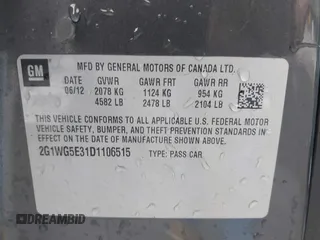 GM
MFD BY GENERAL MOTORS OF CANADA LTD.
DATE GVWR GAWR FRT GAWR RR
06/12 2078 KG 1124 KG 954 KG
4582 LB 2478 LB 2104 LB
THIS VEHICLE CONFORMS TO ALL APPLICABLE U.S. FEDERAL MOTOR
VEHICLE SAFETY, BUMPER, AND THEFT PREVENTION STANDARDS IN
EFFECT ON THE DATE OF MANUFACTURE SHOWN ABOVE.
2G1WG5E31D1106515 TYPE: PASS CAR
DREAMBID